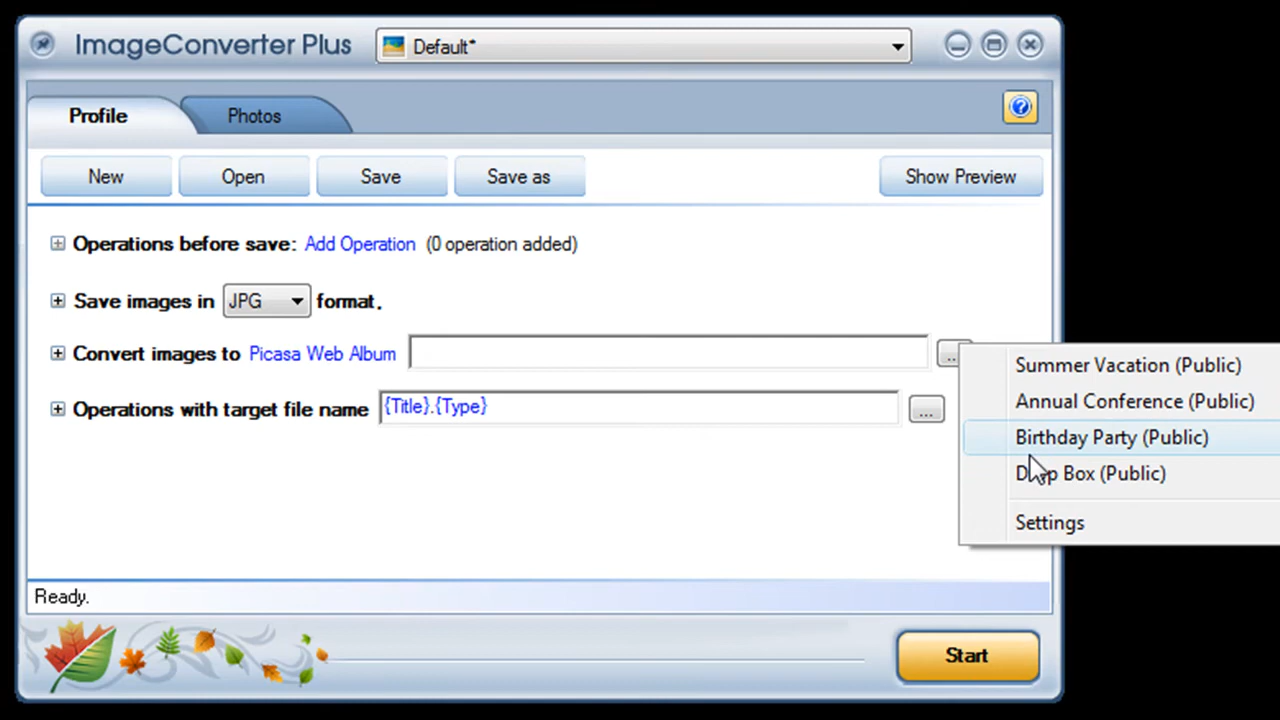 ImageConverter Plus
Default*
Profile
Photos
New
Open
Save
Save as
Show Preview
Operations before save: Add Operation (0 operation added)
Save images in JPG format.
Convert images to Picasa Web Album
...
Operations with target file name {Title}.{Type}
...
Summer Vacation (Public)
Annual Conference (Public)
Birthday Party (Public)
Drop Box (Public)
Settings
Ready.
Start